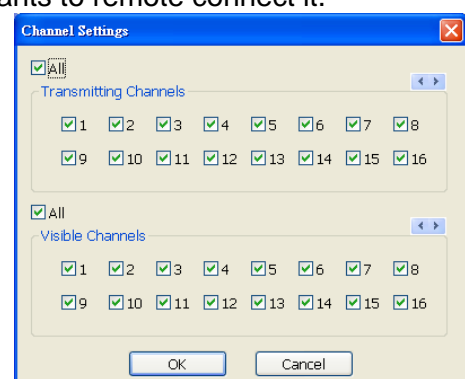 ants to remote connect it.
Channel Settings
All
Transmitting Channels
1 2 3 4 5 6 7 8
9 10 11 12 13 14 15 16
All
Visible Channels
1 2 3 4 5 6 7 8
9 10 11 12 13 14 15 16
OK Cancel